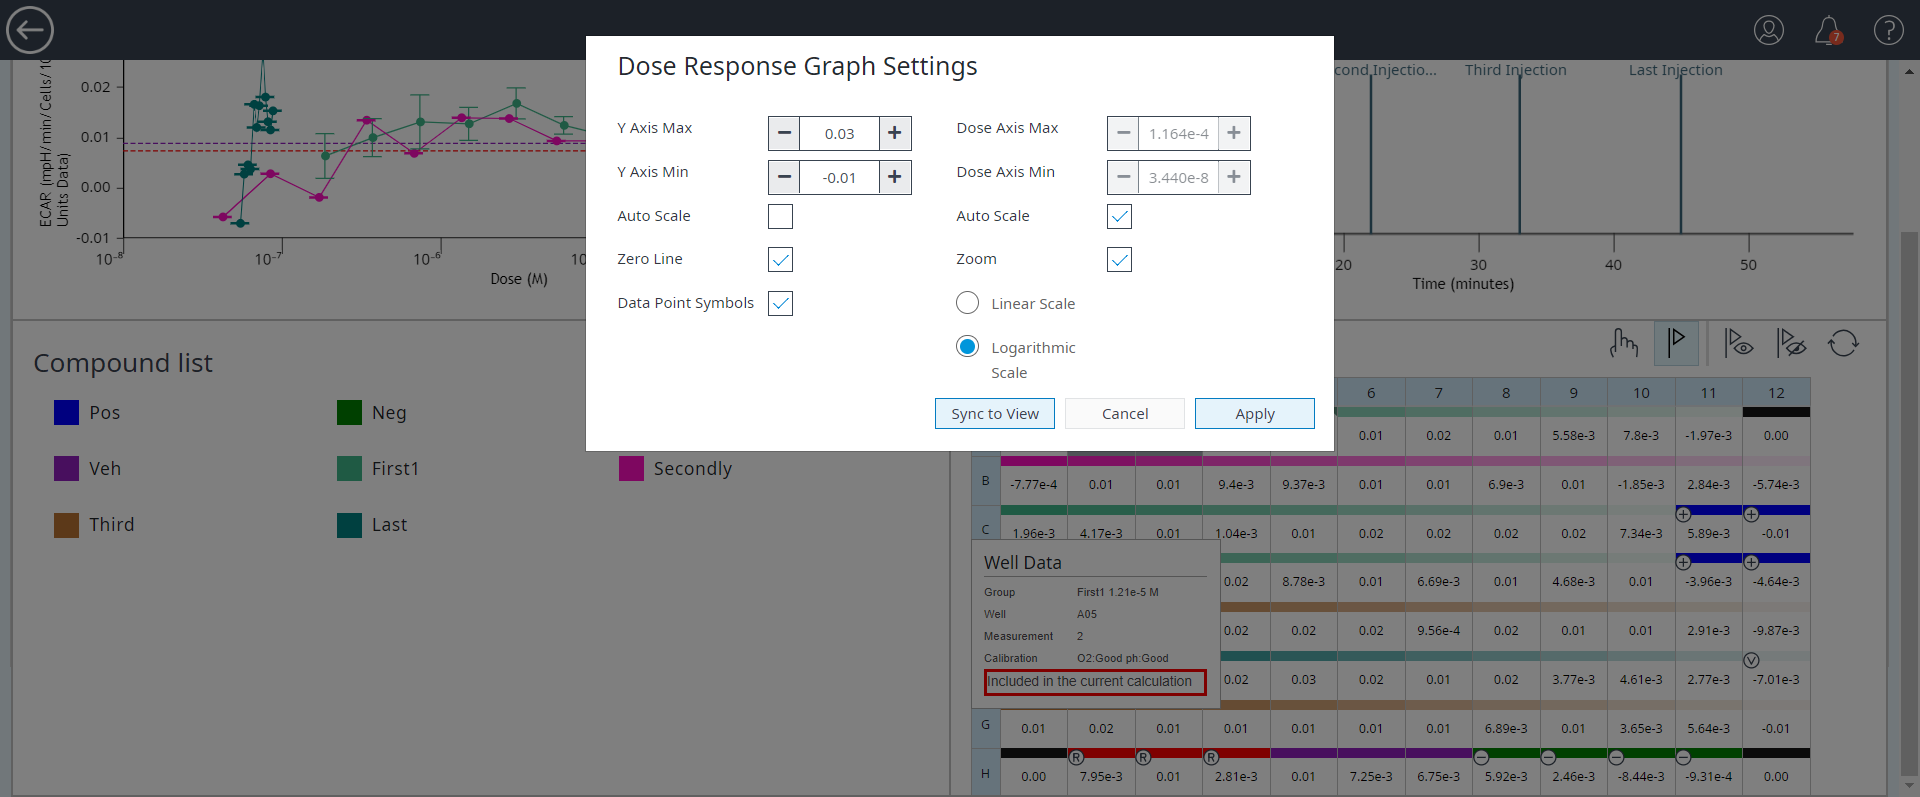 7
Dose Response Graph Settings
Y Axis Max
0.03
Dose Axis Max
1.164e-4
Y Axis Min
-0.01
Dose Axis Min
3.440e-8
Auto Scale
Auto Scale
Zero Line
Zoom
Data Point Symbols
Linear Scale
Logarithmic
Scale
Sync to View
Cancel
Apply
ECAR (mpH/min/Cells/10
Units Data)
0.02
0.01
0.00
-0.01
10⁻⁸
10⁻⁷
10⁻⁶
10
Dose (M)
cond Injectio...
Third Injection
Last Injection
20
30
40
50
Time (minutes)
Compound list
Pos
Neg
Veh
First1
Secondly
Third
Last
6 7 8 9 10 11 12
0.01 0.02 0.01 5.58e-3 7.8e-3 -1.97e-3 0.00
B -7.77e-4 0.01 0.01 9.4e-3 9.37e-3 0.01 0.01 6.9e-3 0.01 -1.85e-3 2.84e-3 -5.74e-3
C 1.96e-3 4.17e-3 0.01 1.04e-3 0.01 0.02 0.02 0.02 0.02 7.34e-3 5.89e-3 -0.01
0.02 8.78e-3 0.01 6.69e-3 0.01 4.68e-3 0.01 -3.96e-3 -4.64e-3
0.02 0.02 0.02 9.56e-4 0.02 0.01 0.01 2.91e-3 -9.87e-3
V
0.02 0.03 0.02 0.01 0.02 3.77e-3 4.61e-3 2.77e-3 -7.01e-3
G 0.01 0.02 0.01 0.01 0.01 0.01 0.01 6.89e-3 0.01 3.65e-3 5.64e-3 -0.01
R R R
H 0.00 7.95e-3 0.01 2.81e-3 0.01 7.25e-3 6.75e-3 5.92e-3 2.46e-3 -8.44e-3 -9.31e-4 0.00
Well Data
Group First1 1.21e-5 M
Well A05
Measurement 2
Calibration O2:Good ph:Good
Included in the current calculation